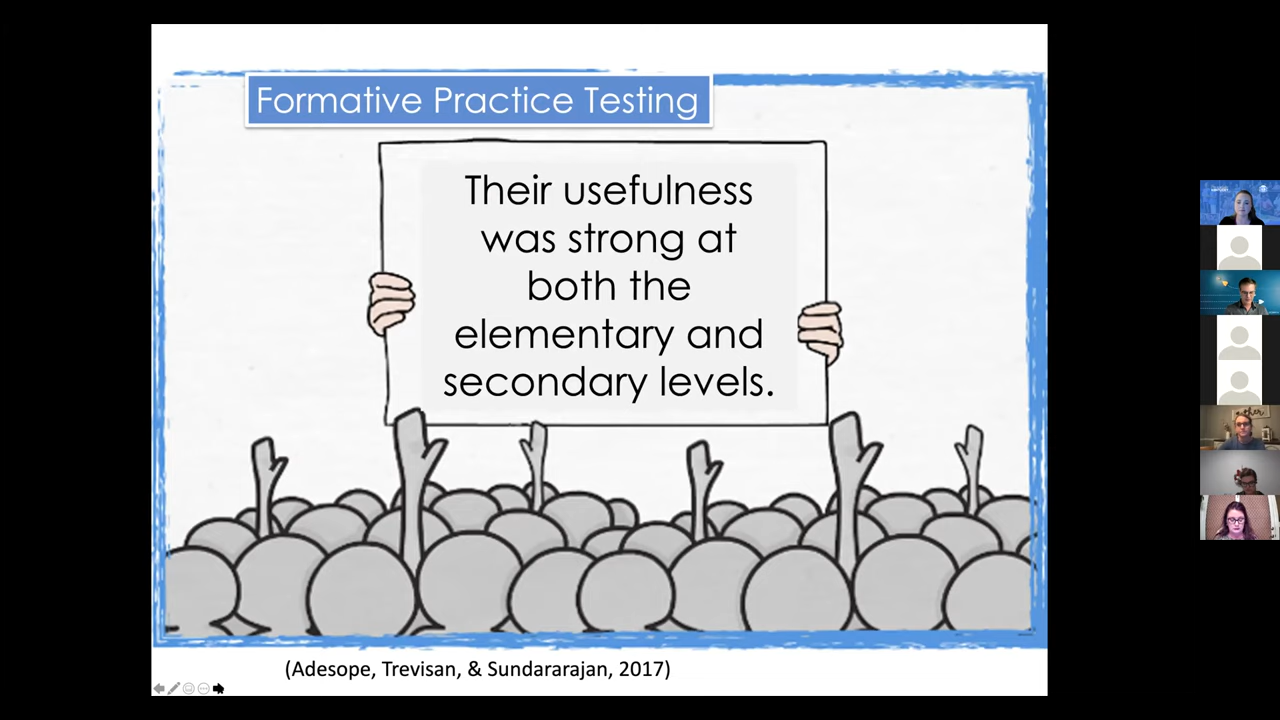 Formative Practice Testing
Their usefulness
was strong at
both the
elementary and
secondary levels.
(Adesope, Trevisan, & Sundararajan, 2017)